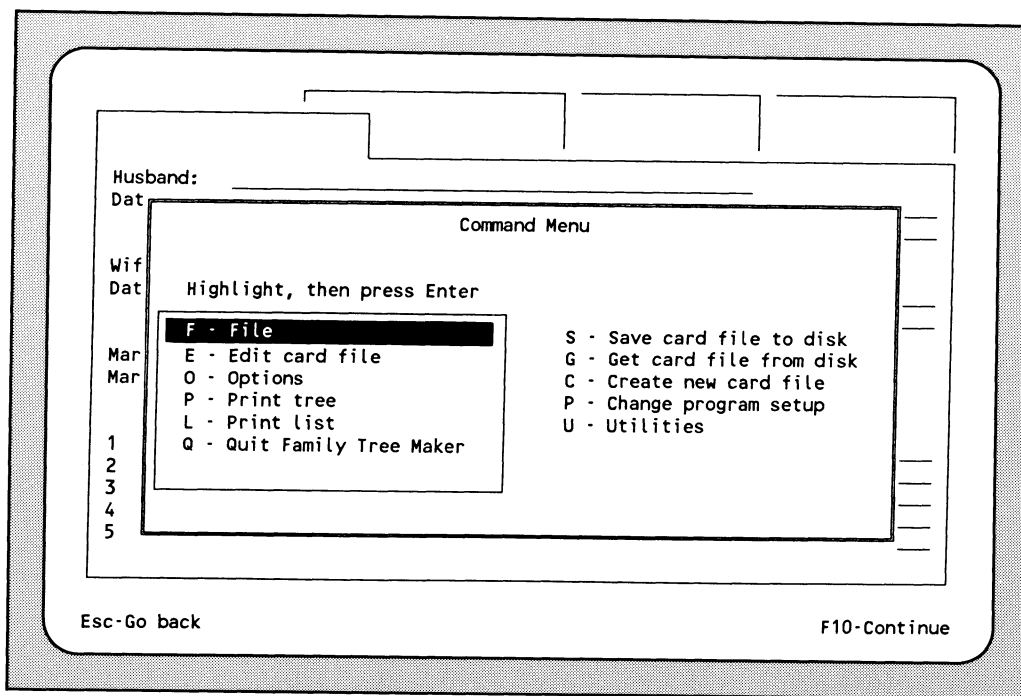 Husband:
Dat
Command Menu
Wif
Dat
Highlight, then press Enter
F - File
E - Edit card file
O - Options
P - Print tree
L - Print list
Q - Quit Family Tree Maker
S - Save card file to disk
G - Get card file from disk
C - Create new card file
P - Change program setup
U - Utilities
Mar
Mar
1
2
3
4
5
Esc-Go back
F10-Continue